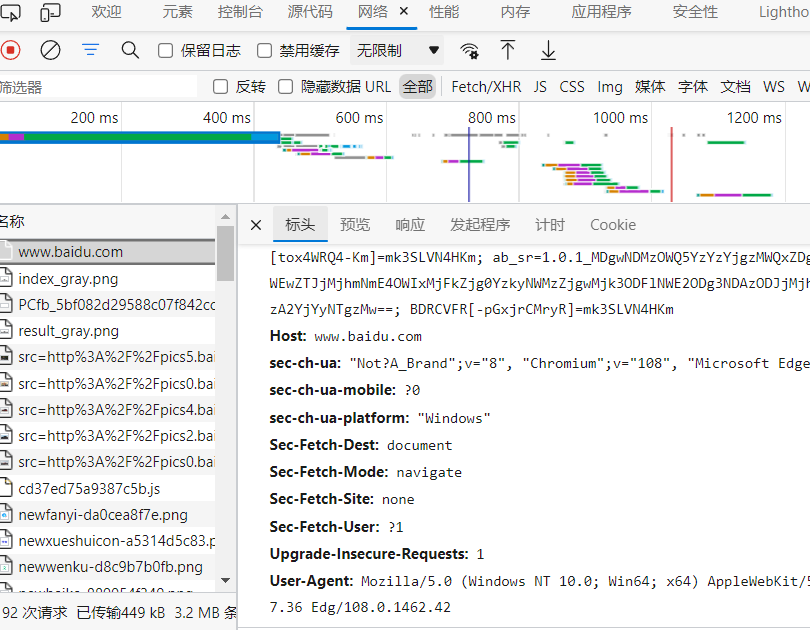 欢迎 元素 控制台 源代码 网络 性能 内存 应用程序 安全性 Lightho
保留日志 禁用缓存 无限制
筛选器 反转 隐藏数据 URL 全部 Fetch/XHR JS CSS Img 媒体 字体 文档 WS W
200 ms 400 ms 600 ms 800 ms 1000 ms 1200 ms
名称
www.baidu.com
index_gray.png
PCfb_5bf082d29588c07f842cc
result_gray.png
src=http%3A%2F%2Fpics5.bai
src=http%3A%2F%2Fpics0.bai
src=http%3A%2F%2Fpics4.bai
src=http%3A%2F%2Fpics2.bai
src=http%3A%2F%2Fpics0.bai
cd37ed75a9387c5b.js
newfanyi-da0cea8f7e.png
newxueshuicon-a5314d5c83.p
newwenku-d8c9b7b0fb.png
92 次请求 已传输449 kB 3.2 MB 条
标头 预览 响应 发起程序 计时 Cookie
[tox4WRQ4-Km]=mk3SLVN4HKm; ab_sr=1.0.1_MDgwNDMzOWQ5YzYzYjgzMWQxZDg
WEwZTJjMjhmNmE4OWIxMjFkZjg0YzkyNWMzZjgwMjk3ODFlNWE2ODg3NDAzODJjMjh
zA2YjYyNTgzMw==; BDRCVFR[-pGxjrCMryR]=mk3SLVN4HKm
Host: www.baidu.com
sec-ch-ua: "Not?A_Brand";v="8", "Chromium";v="108", "Microsoft Edge
sec-ch-ua-mobile: ?0
sec-ch-ua-platform: "Windows"
Sec-Fetch-Dest: document
Sec-Fetch-Mode: navigate
Sec-Fetch-Site: none
Sec-Fetch-User: ?1
Upgrade-Insecure-Requests: 1
User-Agent: Mozilla/5.0 (Windows NT 10.0; Win64; x64) AppleWebKit/5
7.36 Edg/108.0.1462.42